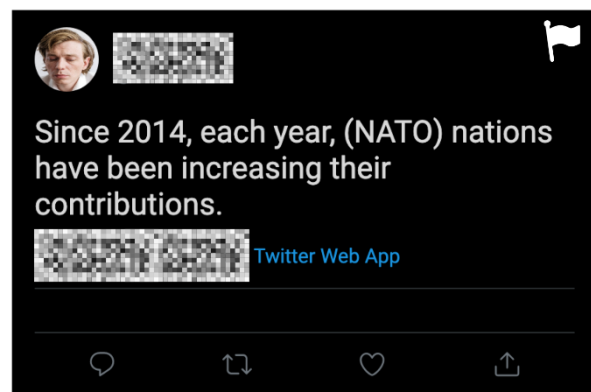 Since 2014, each year, (NATO) nations
have been increasing their
contributions.
Twitter Web App